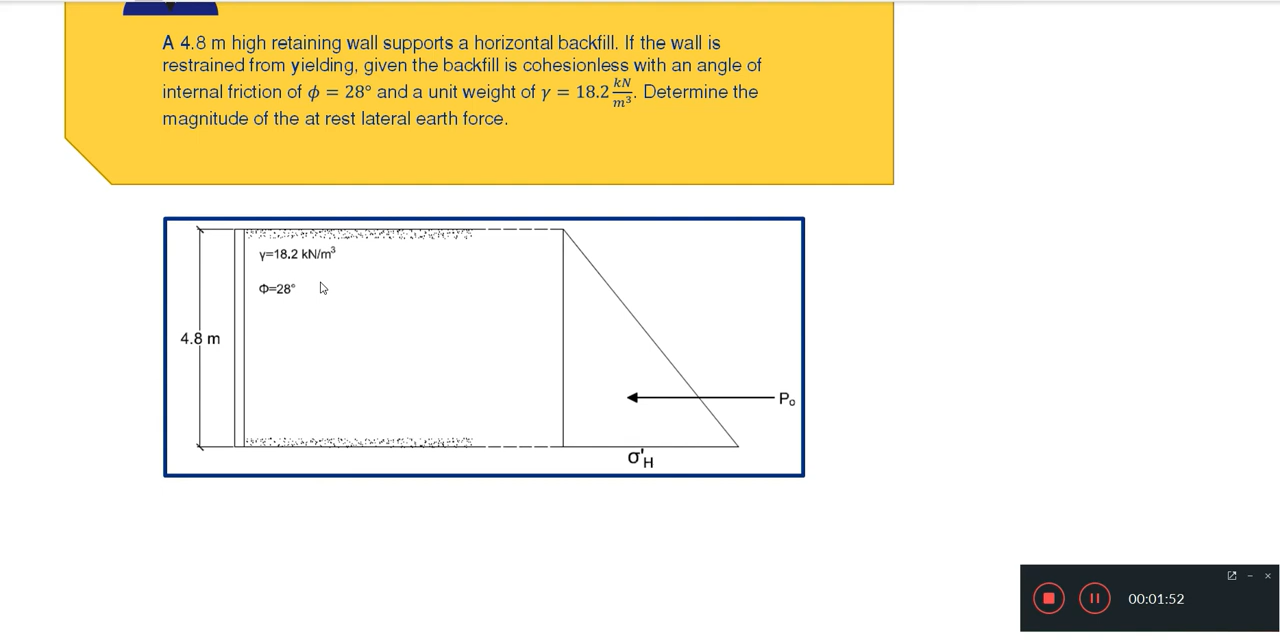 A 4.8 m high retaining wall supports a horizontal backfill. If the wall is
restrained from yielding, given the backfill is cohesionless with an angle of
internal friction of ϕ = 28° and a unit weight of γ = 18.2 kN/m³. Determine the
magnitude of the at rest lateral earth force.
γ=18.2 kN/m³
Φ=28°
4.8 m
Pₒ
σ'H
00:01:52